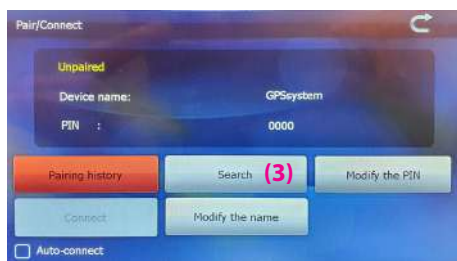 Pair/Connect
Unpaired
Device name: GPSsystem
PIN : 0000
Pairing history Search (3) Modify the PIN
Connect Modify the name
Auto-connect